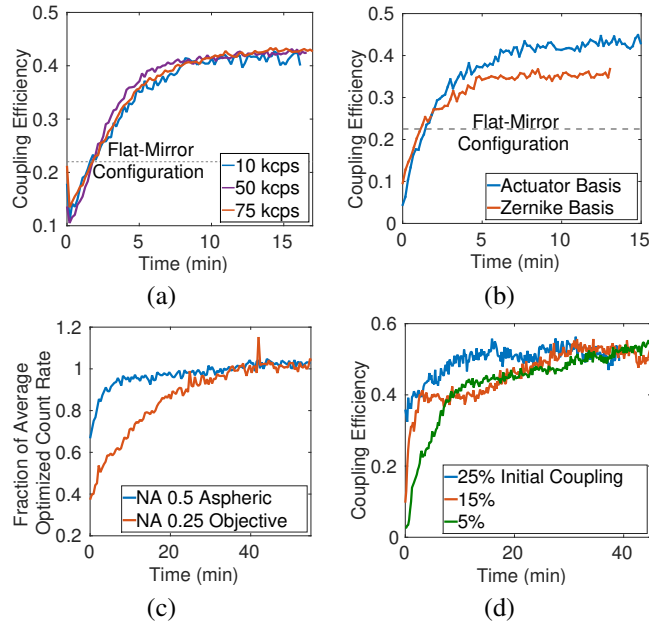 Coupling Efficiency
0.4
0.3
0.2
0.1
Flat-Mirror
Configuration
10 kcps
50 kcps
75 kcps
0
5
10
15
Time (min)
(a)
Coupling Efficiency
0.4
0.3
0.2
0.1
0
Flat-Mirror
Configuration
Actuator Basis
Zernike Basis
0
5
10
15
Time (min)
(b)
Fraction of Average
Optimized Count Rate
1.2
1
0.8
0.6
0.4
0.2
NA 0.5 Aspheric
NA 0.25 Objective
0
20
40
Time (min)
(c)
Coupling Efficiency
0.6
0.4
0.2
0
25% Initial Coupling
15%
5%
0
20
40
Time (min)
(d)